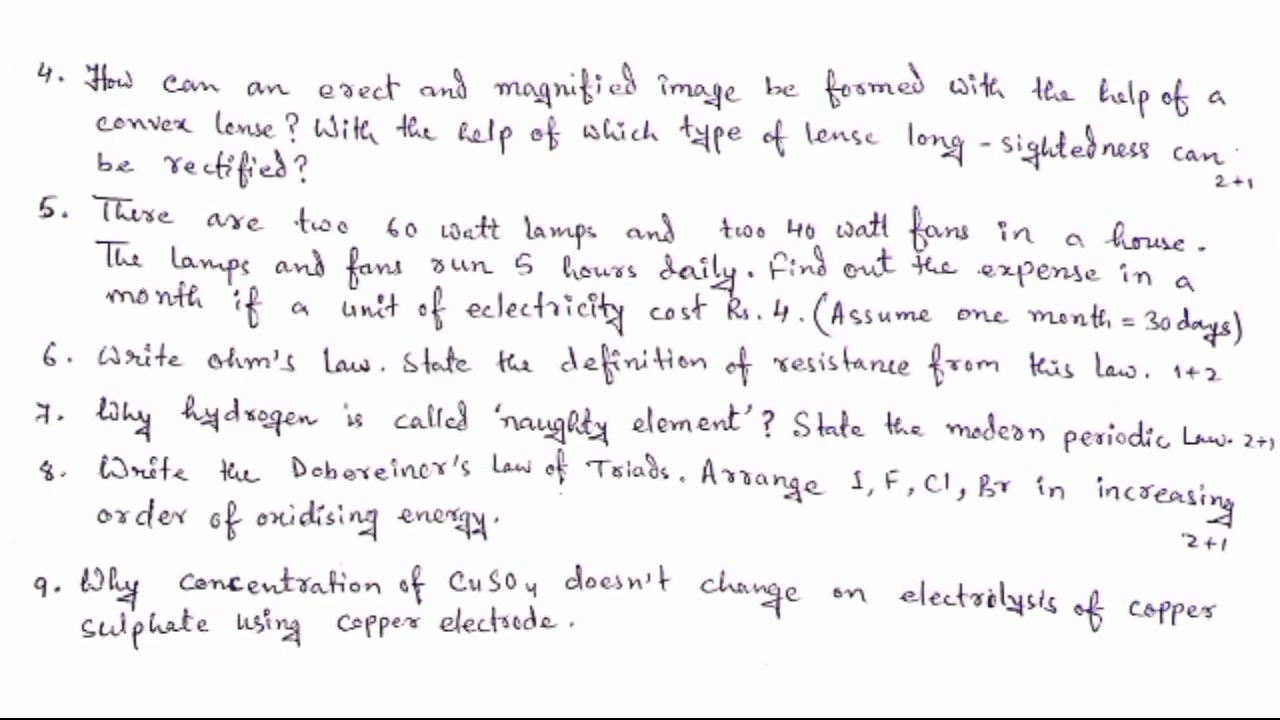 4. How can an erect and magnified image be formed with the help of a
convex lense? With the help of which type of lense long - sightedness can
be rectified? 2+1
5. There are two 60 watt lamps and two 40 watt fans in a house.
The lamps and fans run 5 hours daily. Find out the expense in a
month if a unit of eclectricity cost Rs. 4. (Assume one month = 30 days)
6. Write ohm's law. State the definition of resistance from this law. 1+2
7. Why hydrogen is called 'naughty element'? State the modern periodic Law. 2+1
8. Write the Dobereiner's Law of Triads. Arrange I, F, Cl, Br in increasing
order of oxidising energy. 2+1
9. Why concentration of CuSO4 doesn't change on electrolysis of copper
sulphate using copper electrode.